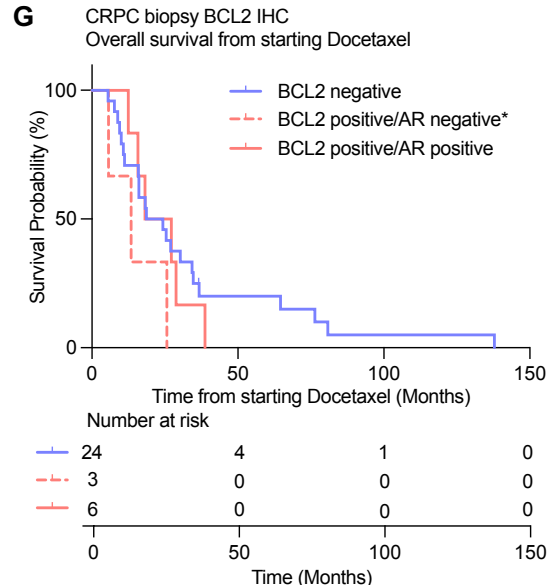 G
CRPC biopsy BCL2 IHC
Overall survival from starting Docetaxel
BCL2 negative
BCL2 positive/AR negative*
BCL2 positive/AR positive
Survival Probability (%)
100
50
0
0 50 100 150
Time from starting Docetaxel (Months)
Number at risk
24 4 1 0
3 0 0 0
6 0 0 0
0 50 100 150
Time (Months)